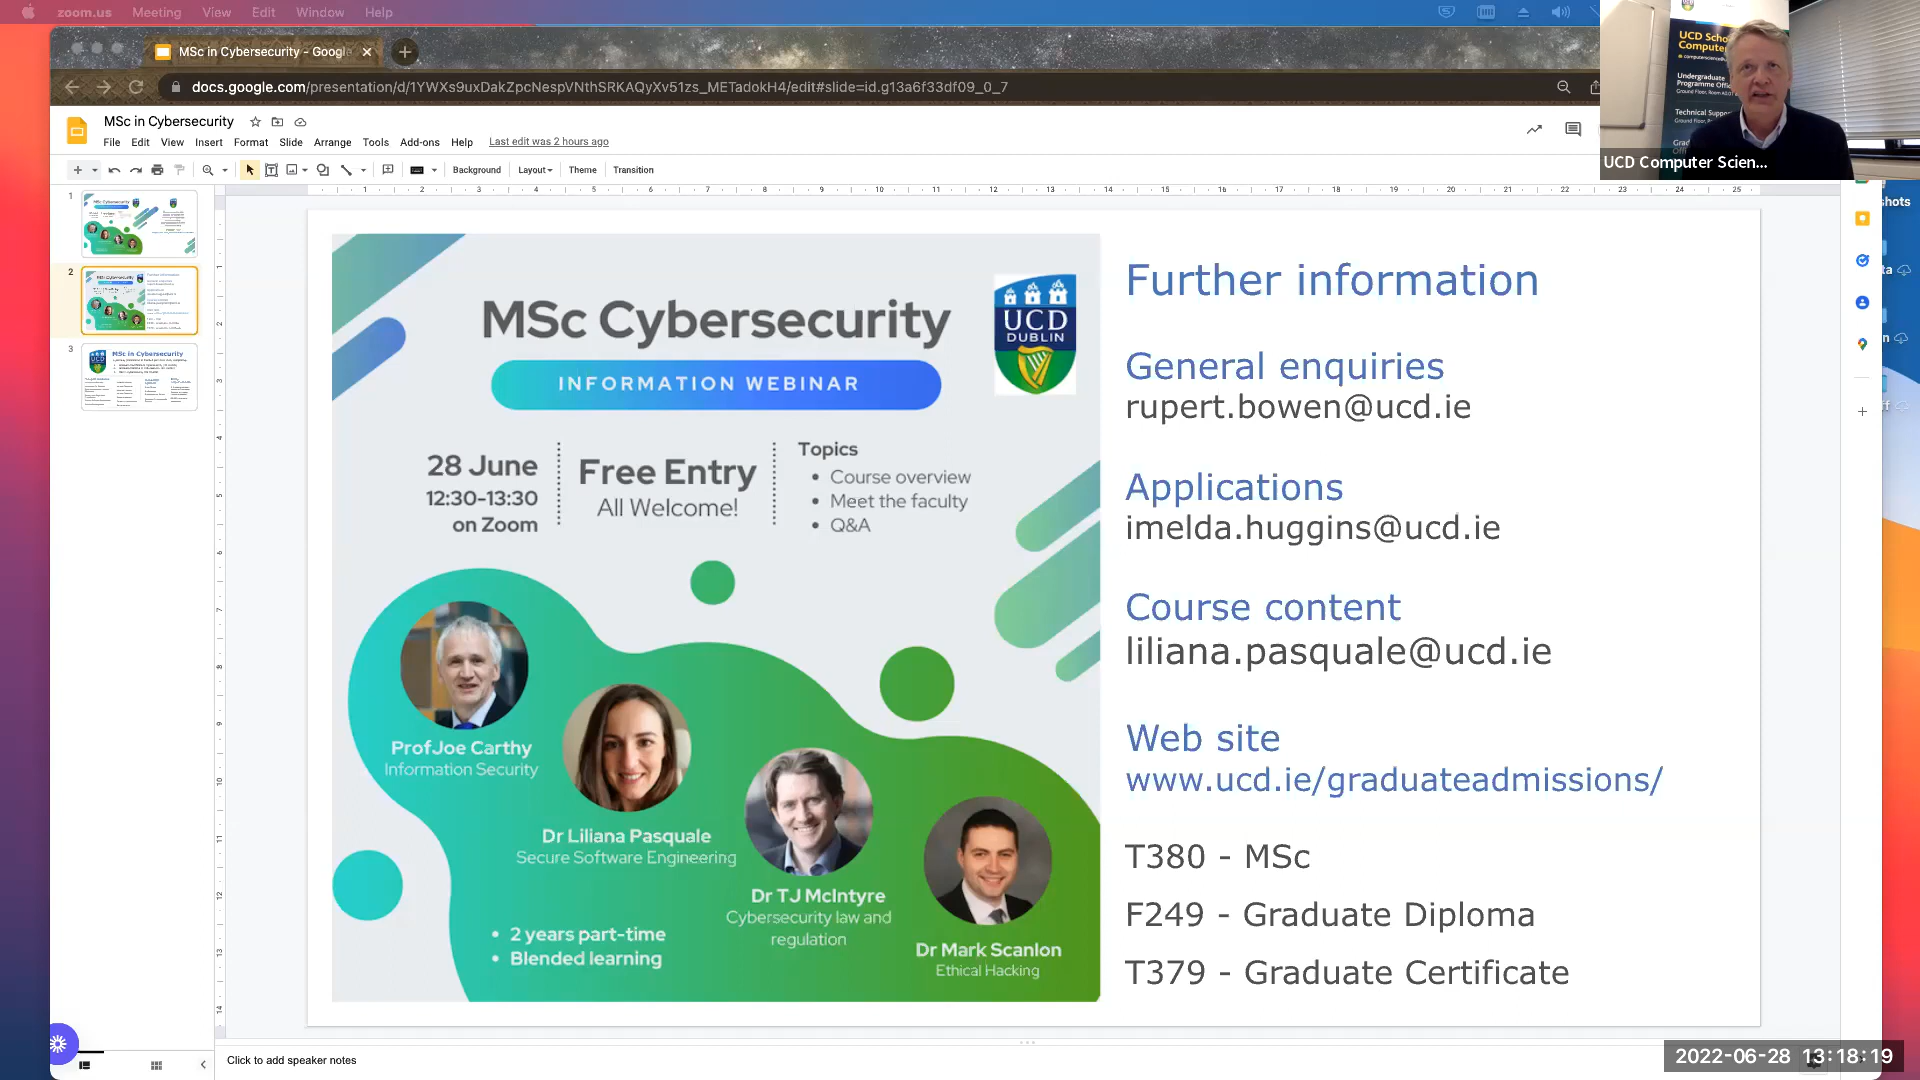 zoom.us Meeting View Edit Window Help
MSc in Cybersecurity - Google
docs.google.com/presentation/d/1YWXs9uxDakZpcNespVNthSRKAQyXv51zs_METadokH4/edit#slide=id.g13a6f33df09_0_7
MSc in Cybersecurity
File Edit View Insert Format Slide Arrange Tools Add-ons Help Last edit was 2 hours ago
Background Layout Theme Transition
UCD Computer Scien...
1
2
3
MSc Cybersecurity
INFORMATION WEBINAR
UCD
DUBLIN
28 June
12:30-13:30
on Zoom
Free Entry
All Welcome!
Topics
• Course overview
• Meet the faculty
• Q&A
Prof Joe Carthy
Information Security
Dr Liliana Pasquale
Secure Software Engineering
Dr TJ McIntyre
Cybersecurity law and
regulation
Dr Mark Scanlon
Ethical Hacking
• 2 years part-time
• Blended learning
Further information
General enquiries
rupert.bowen@ucd.ie
Applications
imelda.huggins@ucd.ie
Course content
liliana.pasquale@ucd.ie
Web site
www.ucd.ie/graduateadmissions/
T380 - MSc
F249 - Graduate Diploma
T379 - Graduate Certificate
Click to add speaker notes
2022-06-28 13:18:19